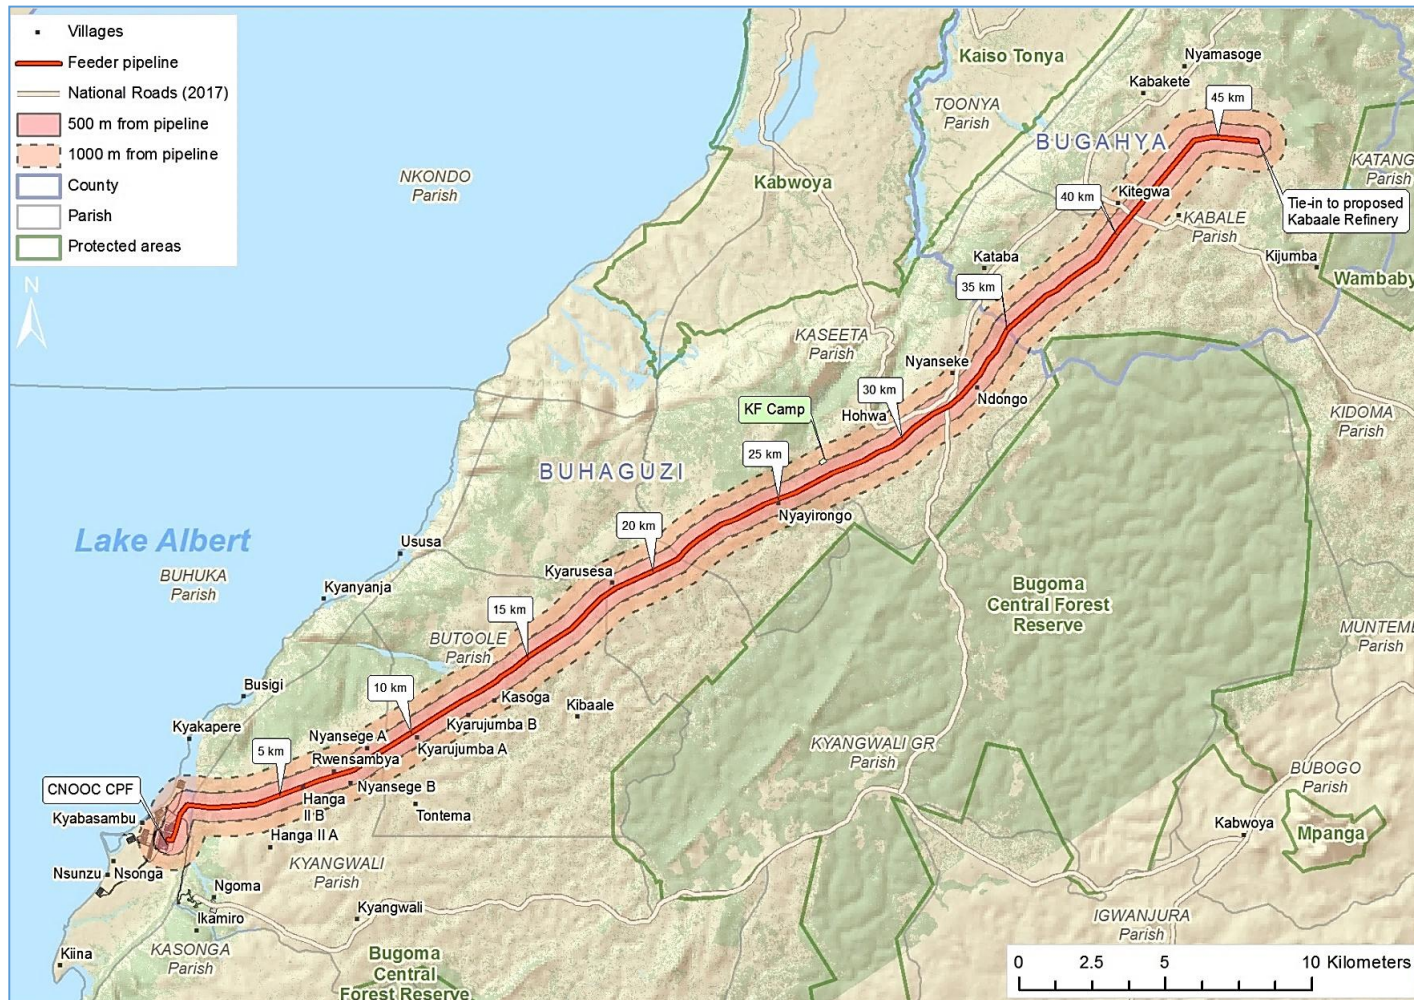 Villages
Feeder pipeline
National Roads (2017)
500 m from pipeline
1000 m from pipeline
County
Parish
Protected areas
N
NKONDO
Parish
Kaiso Tonya
Nyamasoge
Kabakete
45 km
TOONYA
Parish
BUGAHYA
KATANG
Parish
Kabwoya
Kitegwa
40 km
Tie-in to proposed
Kabaale Refinery
KABALE
Parish
Kataba
Kijumba
Wambaby
35 km
KASEETA
Parish
Nyanseke
30 km
Ndongo
KF Camp
Hohwa
KIDOMA
Parish
25 km
BUHAGUZI
Nyayirongo
20 km
Lake Albert
Ususa
BUHUKA
Parish
Kyarusesa
Kyanyanja
Bugoma
Central Forest
Reserve
15 km
BUTOOLE
Parish
MUNTEME
Parish
10 km
Busigi
Kasoga
Kibaale
Kyakapere
Kyarujumba B
Nyansege A
Kyarujumba A
5 km
Rwensambya
KYANGWALI GR
Parish
CNOOC CPF
Nyansege B
Hanga
II B
BUBOGO
Parish
Kyabasambu
Tontema
Kabwoya
Mpanga
Hanga II A
KYANGWALI
Parish
Nsunzu
Nsonga
Ngoma
Kyangwali
Ikamiro
IGWANJURA
Parish
KASONGA
Parish
Kiina
Bugoma
Central
Forest Reserve
0 2.5 5 10 Kilometers